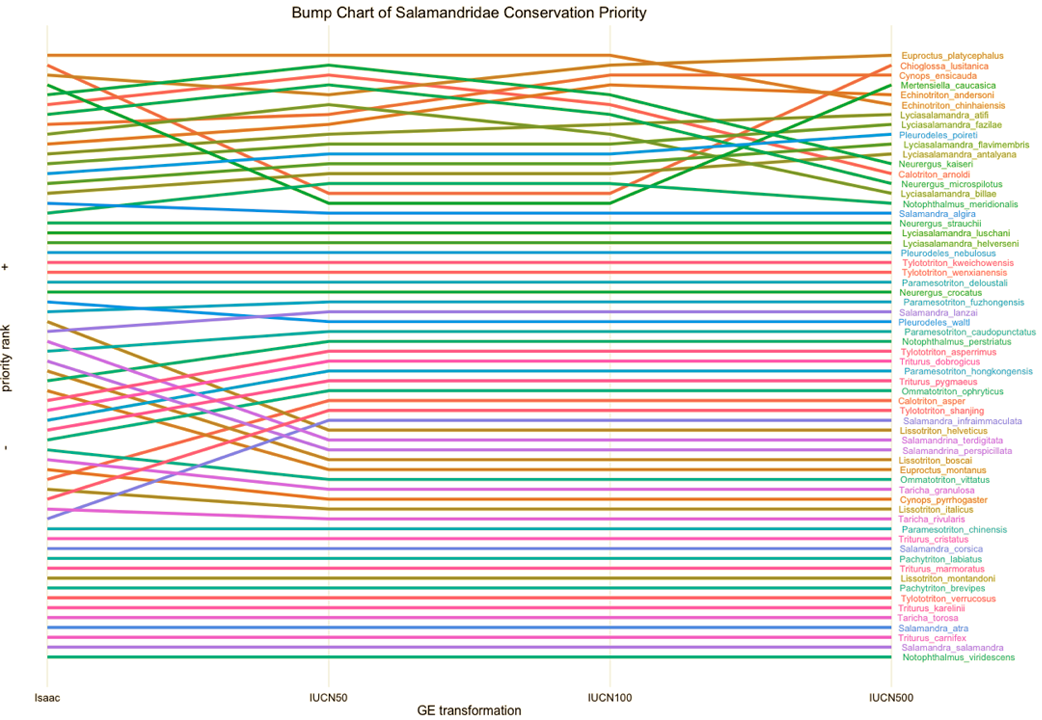 Bump Chart of Salamandridae Conservation Priority
Euproctus_platycephalus
Chioglossa_lusitanica
Cynops_ensicauda
Mertensiella_caucasica
Echinotriton_andersoni
Echinotriton_chinhaiensis
Lyciasalamandra_atifi
Lyciasalamandra_fazilae
Pleurodeles_poireti
Lyciasalamandra_flavimembris
Lyciasalamandra_antalyana
Neurergus_kaiseri
Calotriton_arnoldi
Neurergus_microspilotus
Lyciasalamandra_billae
Notophthalmus_meridionalis
Salamandra_algira
Neurergus_strauchii
Lyciasalamandra_luschani
Lyciasalamandra_helverseni
Pleurodeles_nebulosus
Tylototriton_kweichowensis
Tylototriton_wenxianensis
Paramesotriton_deloustali
Neurergus_crocatus
Paramesotriton_fuzhongensis
Salamandra_lanzai
Pleurodeles_waltl
Paramesotriton_caudopunctatus
Notophthalmus_perstriatus
Tylototriton_asperrimus
Triturus_dobrogicus
Paramesotriton_hongkongensis
Triturus_pygmaeus
Ommatotriton_ophryticus
Calotriton_asper
Tylototriton_shanjing
Salamandra_infraimmaculata
Lissotriton_helveticus
Salamandrina_terdigitata
Salamandrina_perspicillata
Lissotriton_boscai
Euproctus_montanus
Ommatotriton_vittatus
Taricha_granulosa
Cynops_pyrrhogaster
Lissotriton_italicus
Taricha_rivularis
Paramesotriton_chinensis
Triturus_cristatus
Salamandra_corsica
Pachytriton_labiatus
Triturus_marmoratus
Lissotriton_montandoni
Pachytriton_brevipes
Tylototriton_verrucosus
Triturus_karelinii
Taricha_torosa
Salamandra_atra
Triturus_carnifex
Salamandra_salamandra
Notophthalmus_viridescens
+
priority rank
-
Isaac IUCN50 IUCN100 IUCN500
GE transformation